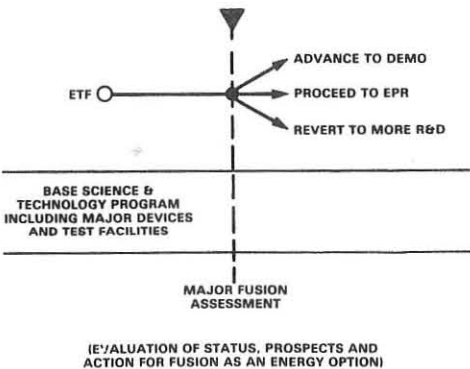 ADVANCE TO DEMO
ETF
PROCEED TO EPR
REVERT TO MORE R&D
BASE SCIENCE &
TECHNOLOGY PROGRAM
INCLUDING MAJOR DEVICES
AND TEST FACILITIES
MAJOR FUSION
ASSESSMENT
(EVALUATION OF STATUS, PROSPECTS AND
ACTION FOR FUSION AS AN ENERGY OPTION)